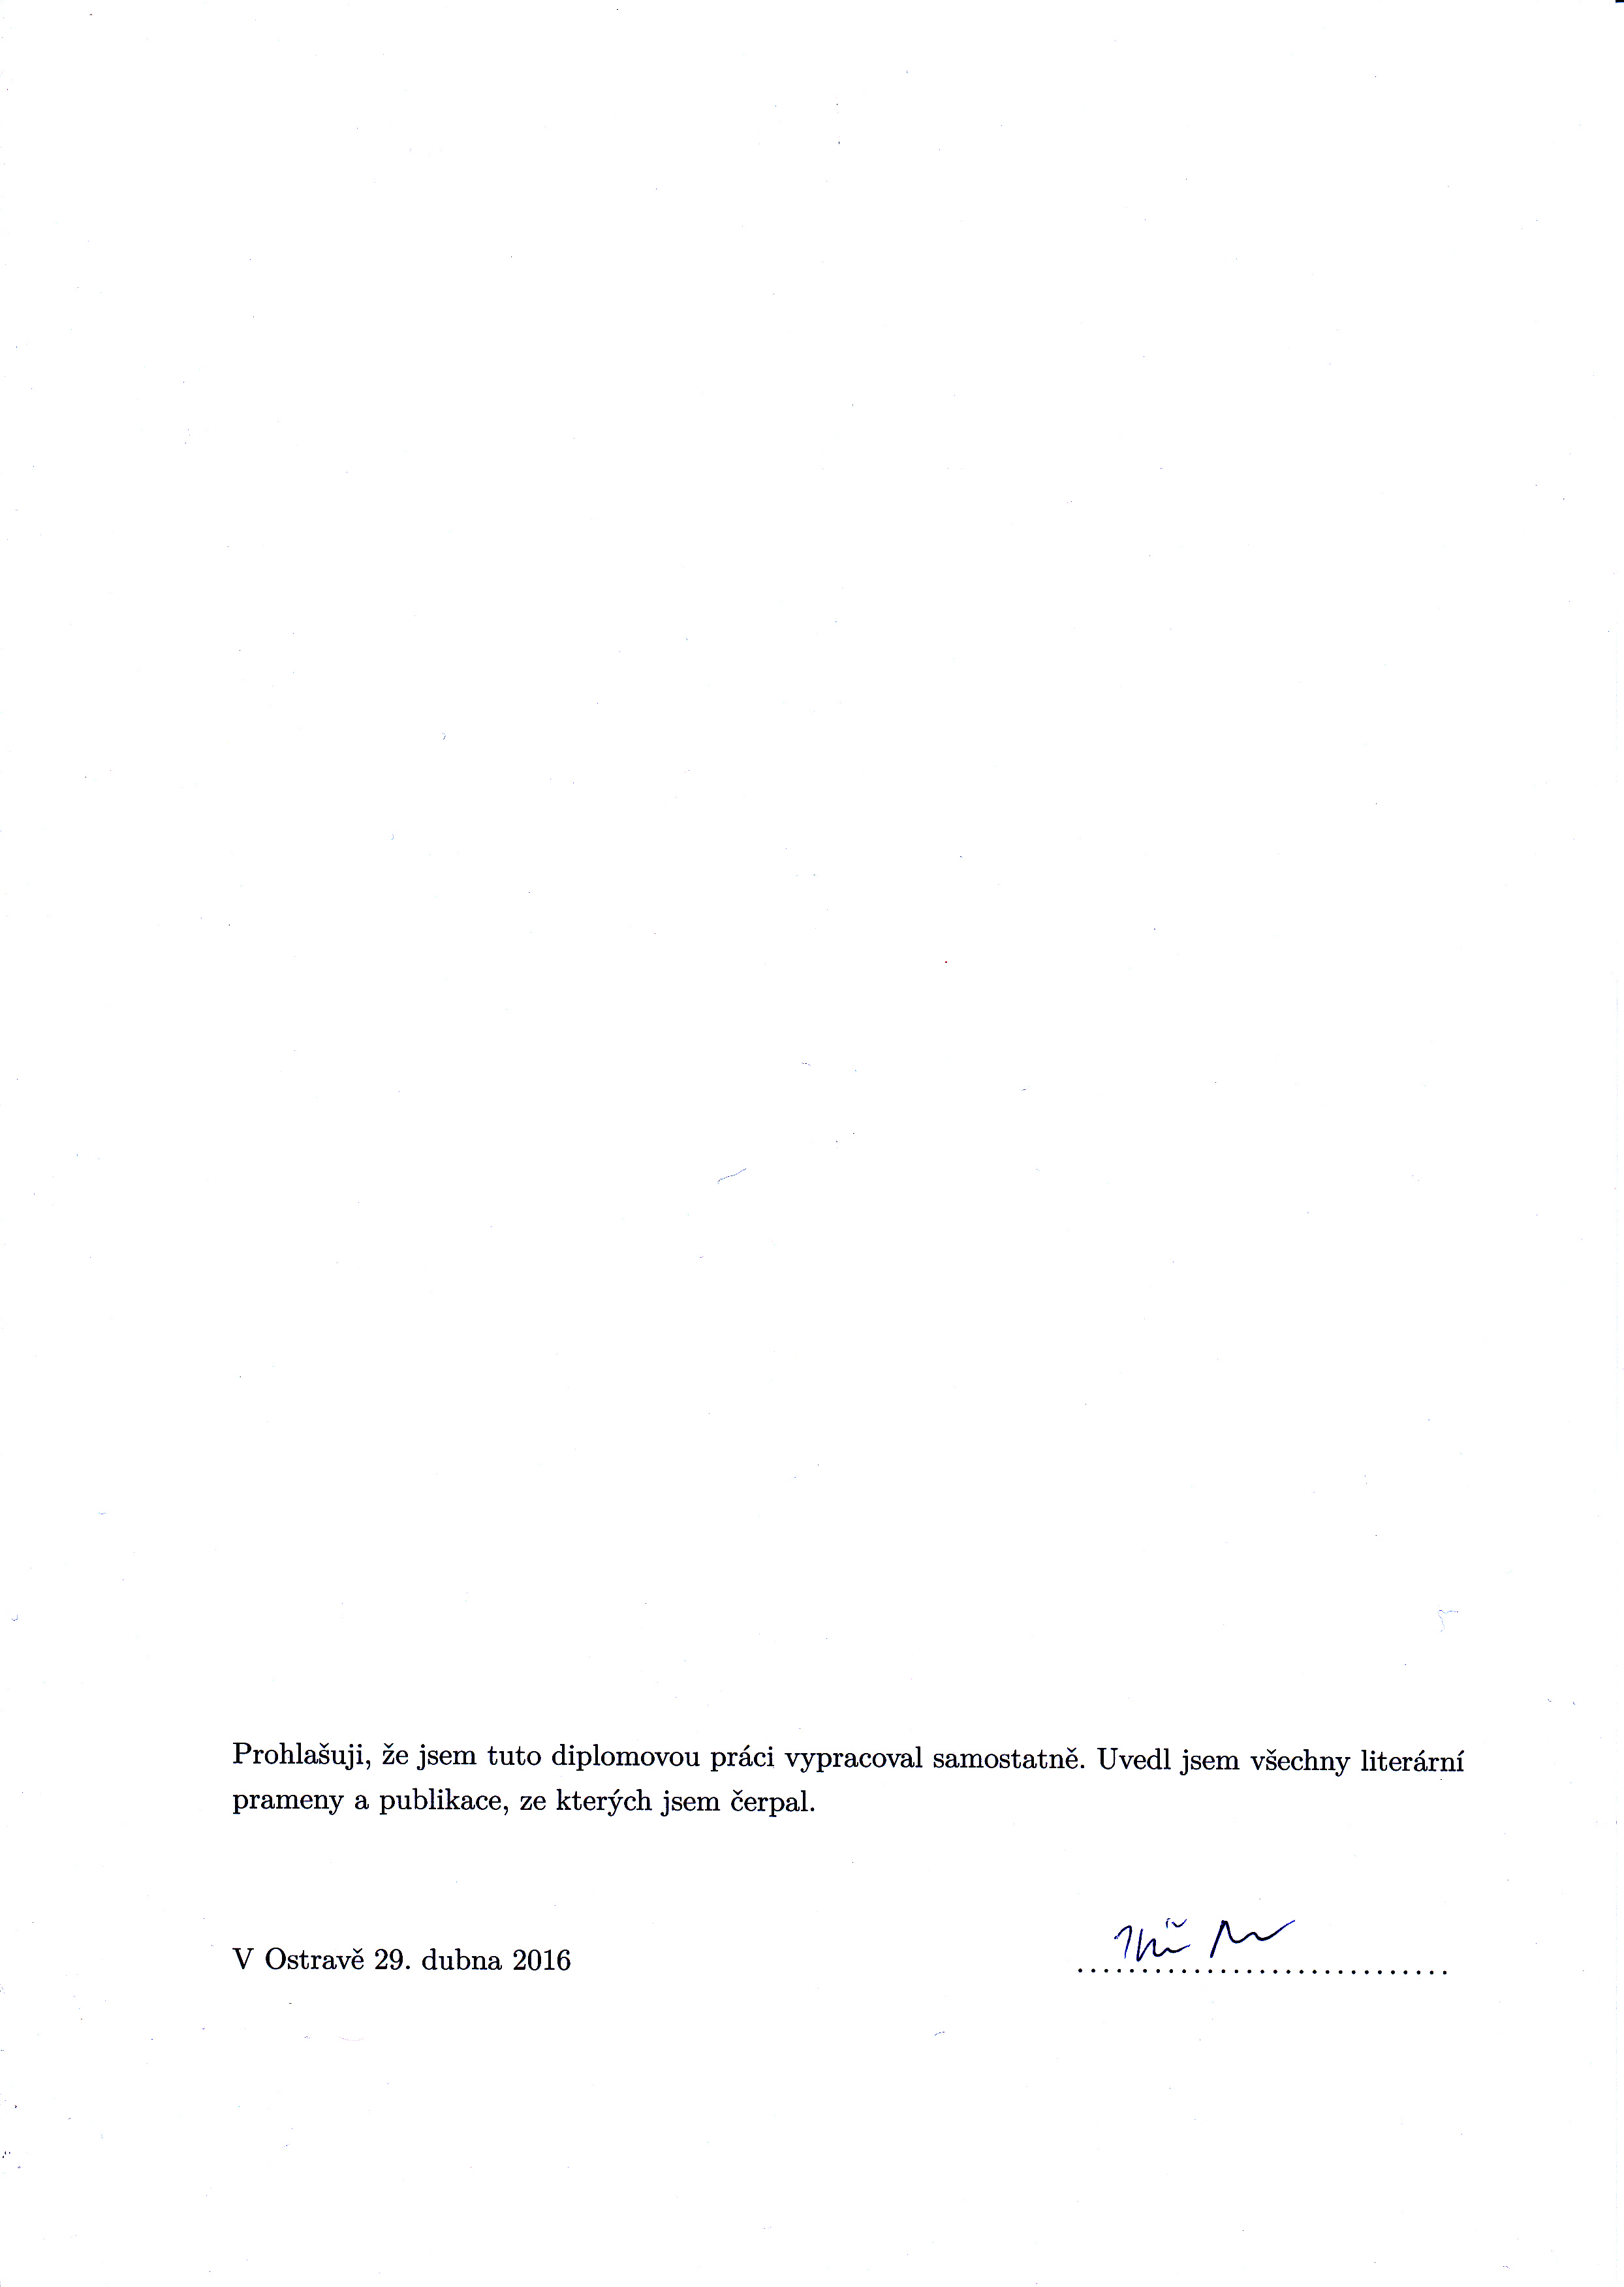 Prohlašuji, že jsem tuto diplomovou práci vypracoval samostatně. Uvedl jsem všechny literární
prameny a publikace, ze kterých jsem čerpal.
V Ostravě 29. dubna 2016